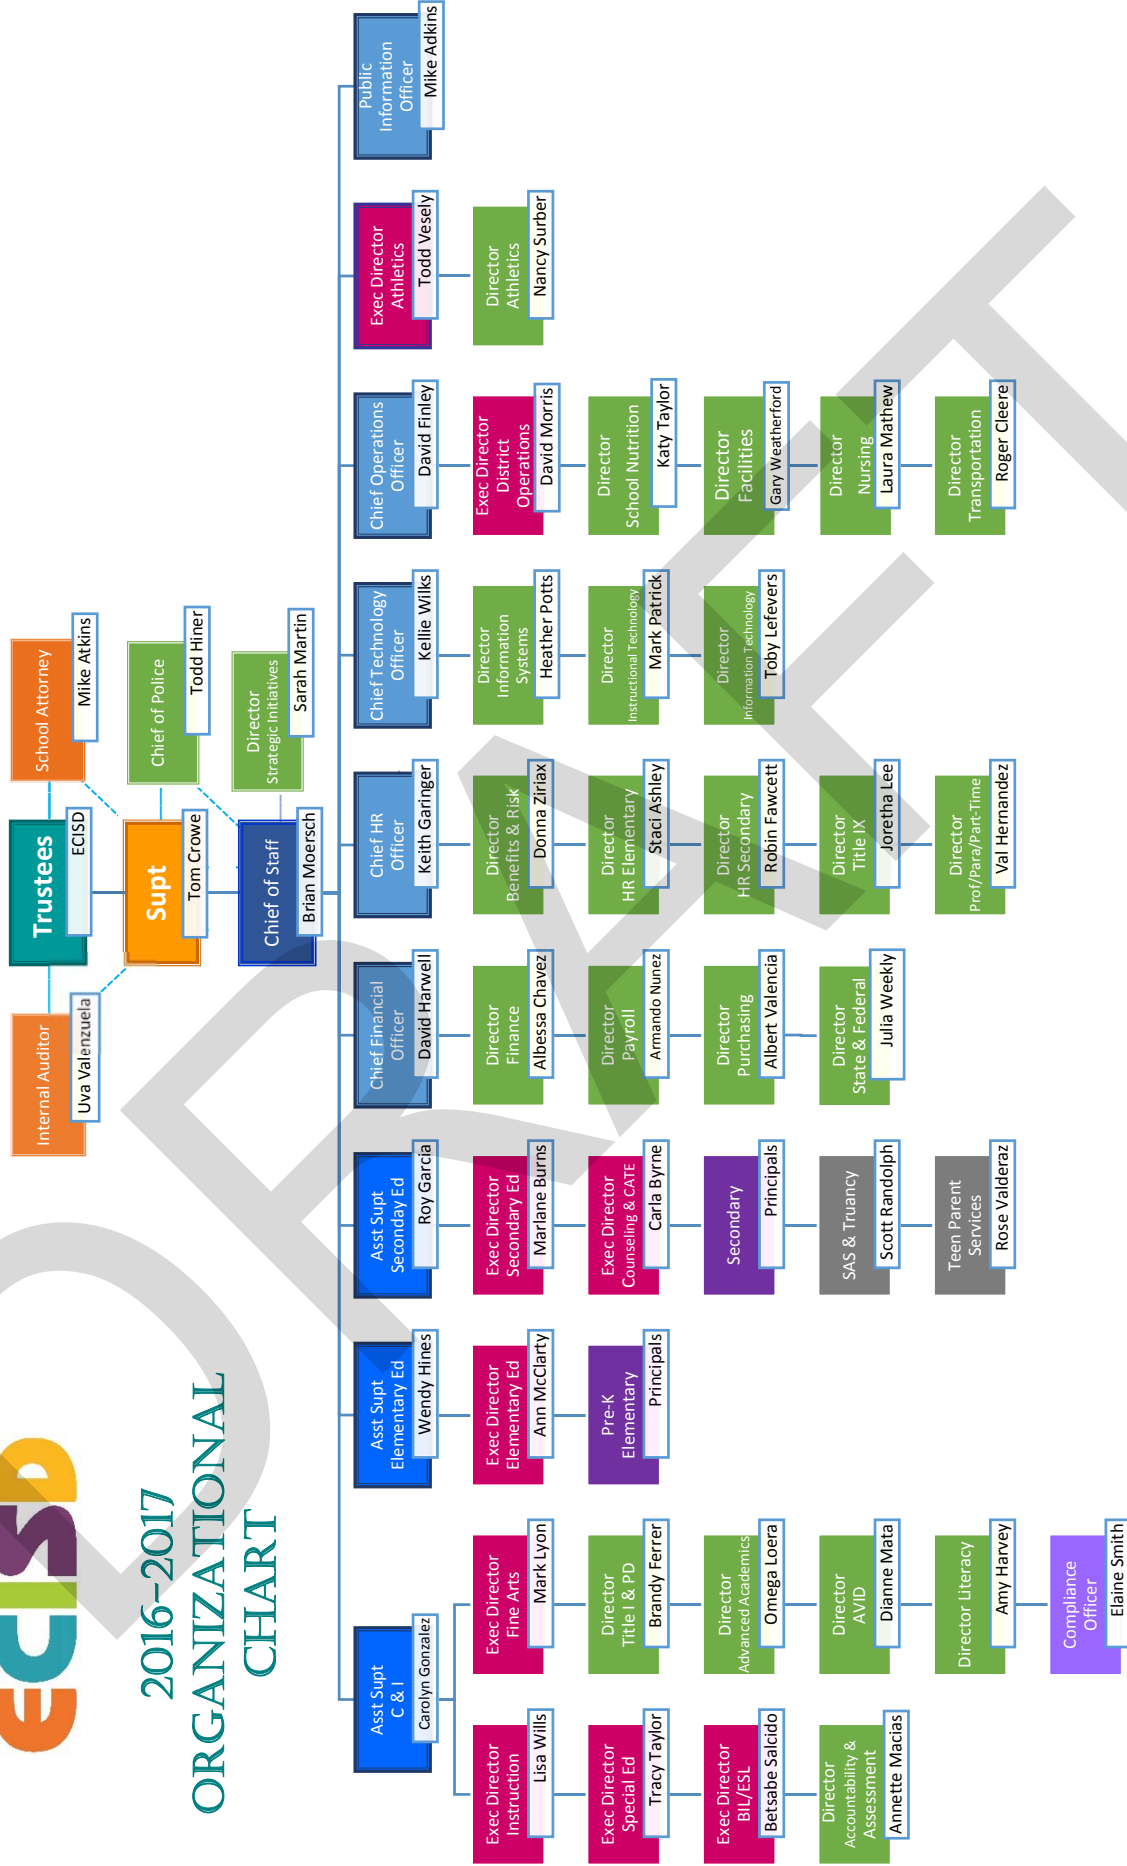 ECISD
2016-2017
ORGANIZATIONAL
CHART
DRAFT
Internal Auditor
Uva Valenzuela
Trustees
ECISD
School Attorney
Mike Atkins
Supt
Tom Crowe
Chief of Police
Todd Hiner
Chief of Staff
Brian Moersch
Director
Strategic Initiatives
Sarah Martin
Asst Supt
C & I
Carolyn Gonzalez
Exec Director
Instruction
Lisa Wills
Exec Director
Special Ed
Tracy Taylor
Exec Director
BIL/ESL
Betsabe Salcido
Director
Accountability &
Assessment
Annette Macias
Exec Director
Fine Arts
Mark Lyon
Director
Title I & PD
Brandy Ferrer
Director
Advanced Academics
Omega Loera
Director
AVID
Dianne Mata
Director Literacy
Amy Harvey
Compliance
Officer
Elaine Smith
Asst Supt
Elementary Ed
Wendy Hines
Exec Director
Elementary Ed
Ann McClarty
Pre-K
Elementary
Principals
Asst Supt
Seconday Ed
Roy Garcia
Exec Director
Secondary Ed
Marlane Burns
Exec Director
Counseling & CATE
Carla Byrne
Secondary
Principals
SAS & Truancy
Scott Randolph
Teen Parent
Services
Rose Valderaz
Chief Financial
Officer
David Harwell
Director
Finance
Albessa Chavez
Director
Payroll
Armando Nunez
Director
Purchasing
Albert Valencia
Director
State & Federal
Julia Weekly
Chief HR
Officer
Keith Garinger
Director
Benefits & Risk
Donna Ziriax
Director
HR Elementary
Staci Ashley
Director
HR Secondary
Robin Fawcett
Director
Title IX
Joretha Lee
Director
Prof/Para/Part-Time
Val Hernandez
Chief Technology
Officer
Kellie Wilks
Director
Information
Systems
Heather Potts
Director
Instructional Technology
Mark Patrick
Director
Information Technology
Toby Lefevers
Chief Operations
Officer
David Finley
Exec Director
District
Operations
David Morris
Director
School Nutrition
Katy Taylor
Director
Facilities
Gary Weatherford
Director
Nursing
Laura Mathew
Director
Transportation
Roger Cleere
Exec Director
Athletics
Todd Vesely
Director
Athletics
Nancy Surber
Public
Information
Officer
Mike Adkins